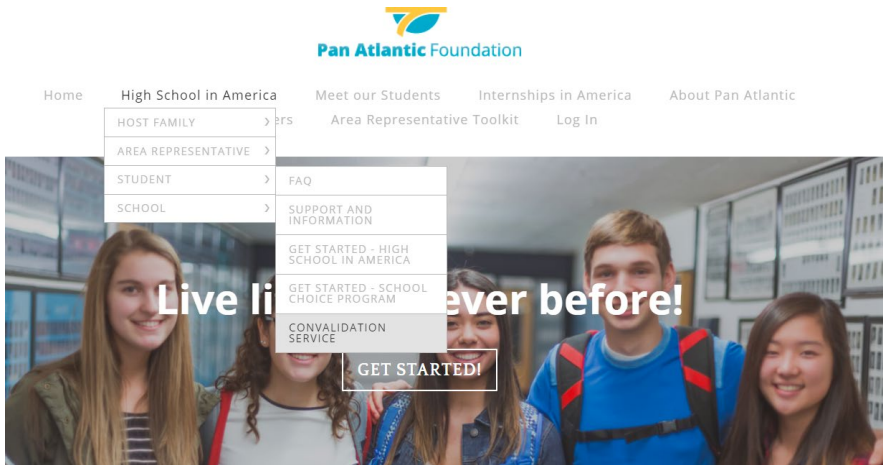 Pan Atlantic Foundation
Home High School in America Meet our Students Internships in America About Pan Atlantic
ers Area Representative Toolkit Log In
HOST FAMILY
AREA REPRESENTATIVE
STUDENT
SCHOOL
FAQ
SUPPORT AND
INFORMATION
GET STARTED - HIGH
SCHOOL IN AMERICA
GET STARTED - SCHOOL
CHOICE PROGRAM
CONVALIDATION
SERVICE
Live li ever before!
GET STARTED!